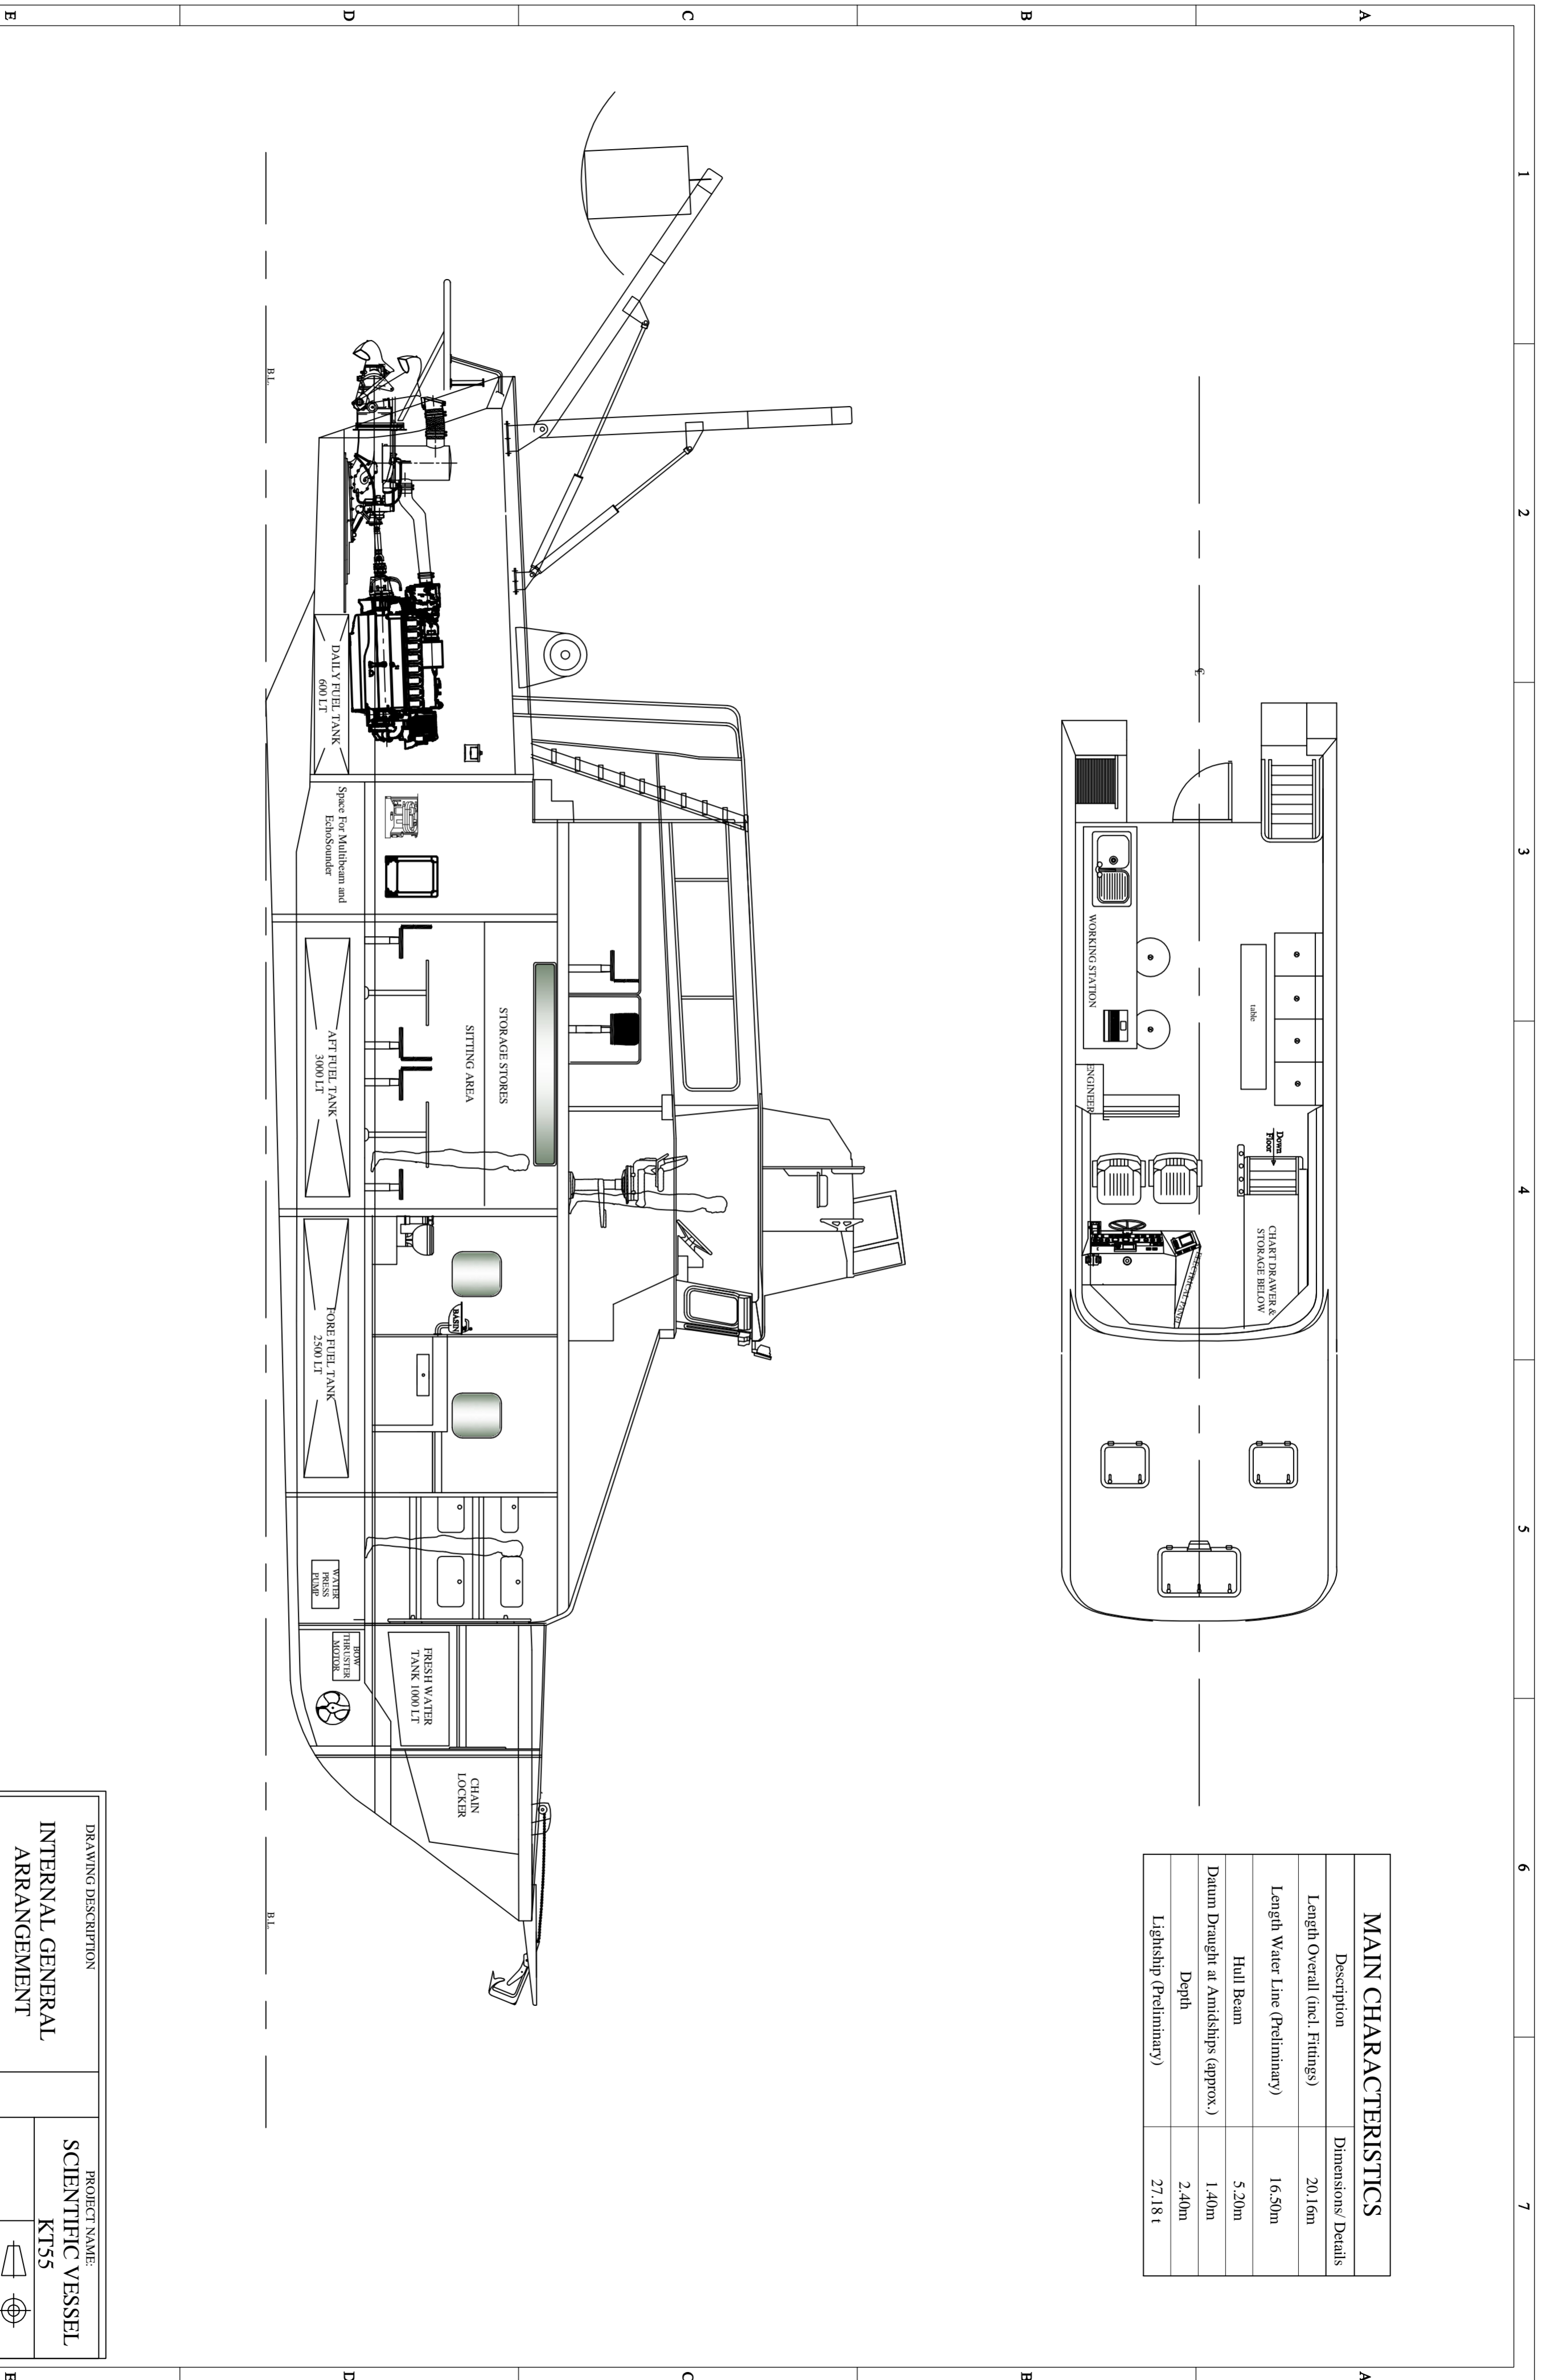 1
2
3
4
5
6
7
A
B
C
D
E
A
B
C
D
E
MAIN CHARACTERISTICS
Description
Dimensions/ Details
Length Overall (incl. Fittings)
20.16m
Length Water Line (Preliminary)
16.50m
Hull Beam
5.20m
Datum Draught at Amidships (approx.)
1.40m
Depth
2.40m
Lightship (Preliminary)
27.18 t
table
Down
Floor
CHART DRAWER &
STORAGE BELOW
℄
ELECTRICAL PANEL
WORKING STATION
ENGINEER
STORAGE STORES
SITTING AREA
BASIN
CHAIN
LOCKER
FRESH WATER
TANK 1000 LT
BOW
THRUSTER
MOTOR
WATER
PRESS
PUMP
Space For Multibeam and
EchoSounder
DAILY FUEL TANK
600 LT
AFT FUEL TANK
3000 LT
FORE FUEL TANK
2500 LT
B.L.
B.L.
DRAWING DESCRIPTION
INTERNAL GENERAL
ARRANGEMENT
PROJECT NAME:
SCIENTIFIC VESSEL
KT55